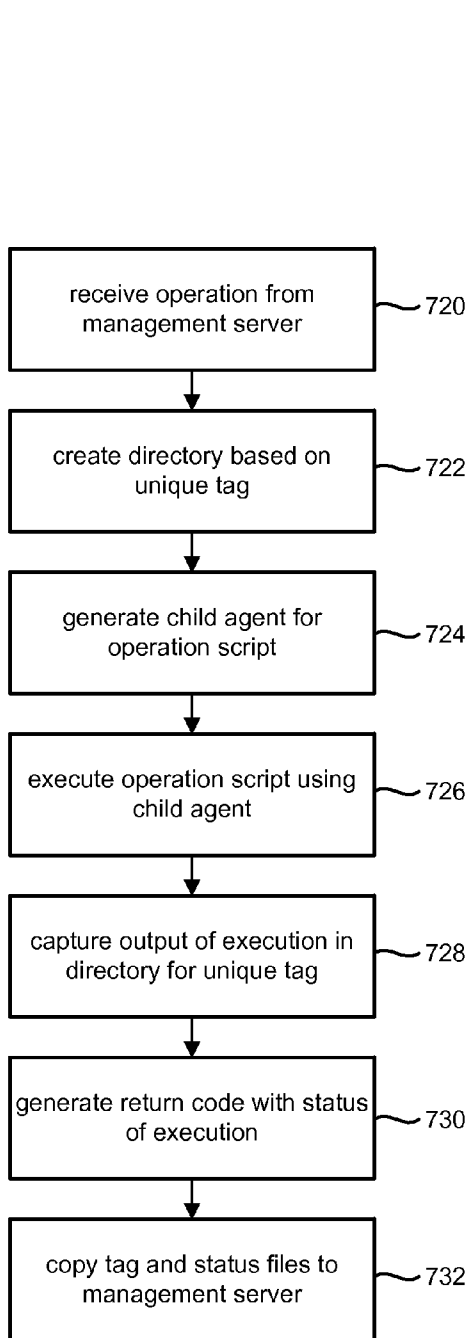 receive operation from
management server
720
create directory based on
unique tag
722
generate child agent for
operation script
724
execute operation script using
child agent
726
capture output of execution in
directory for unique tag
728
generate return code with status
of execution
730
copy tag and status files to
management server
732